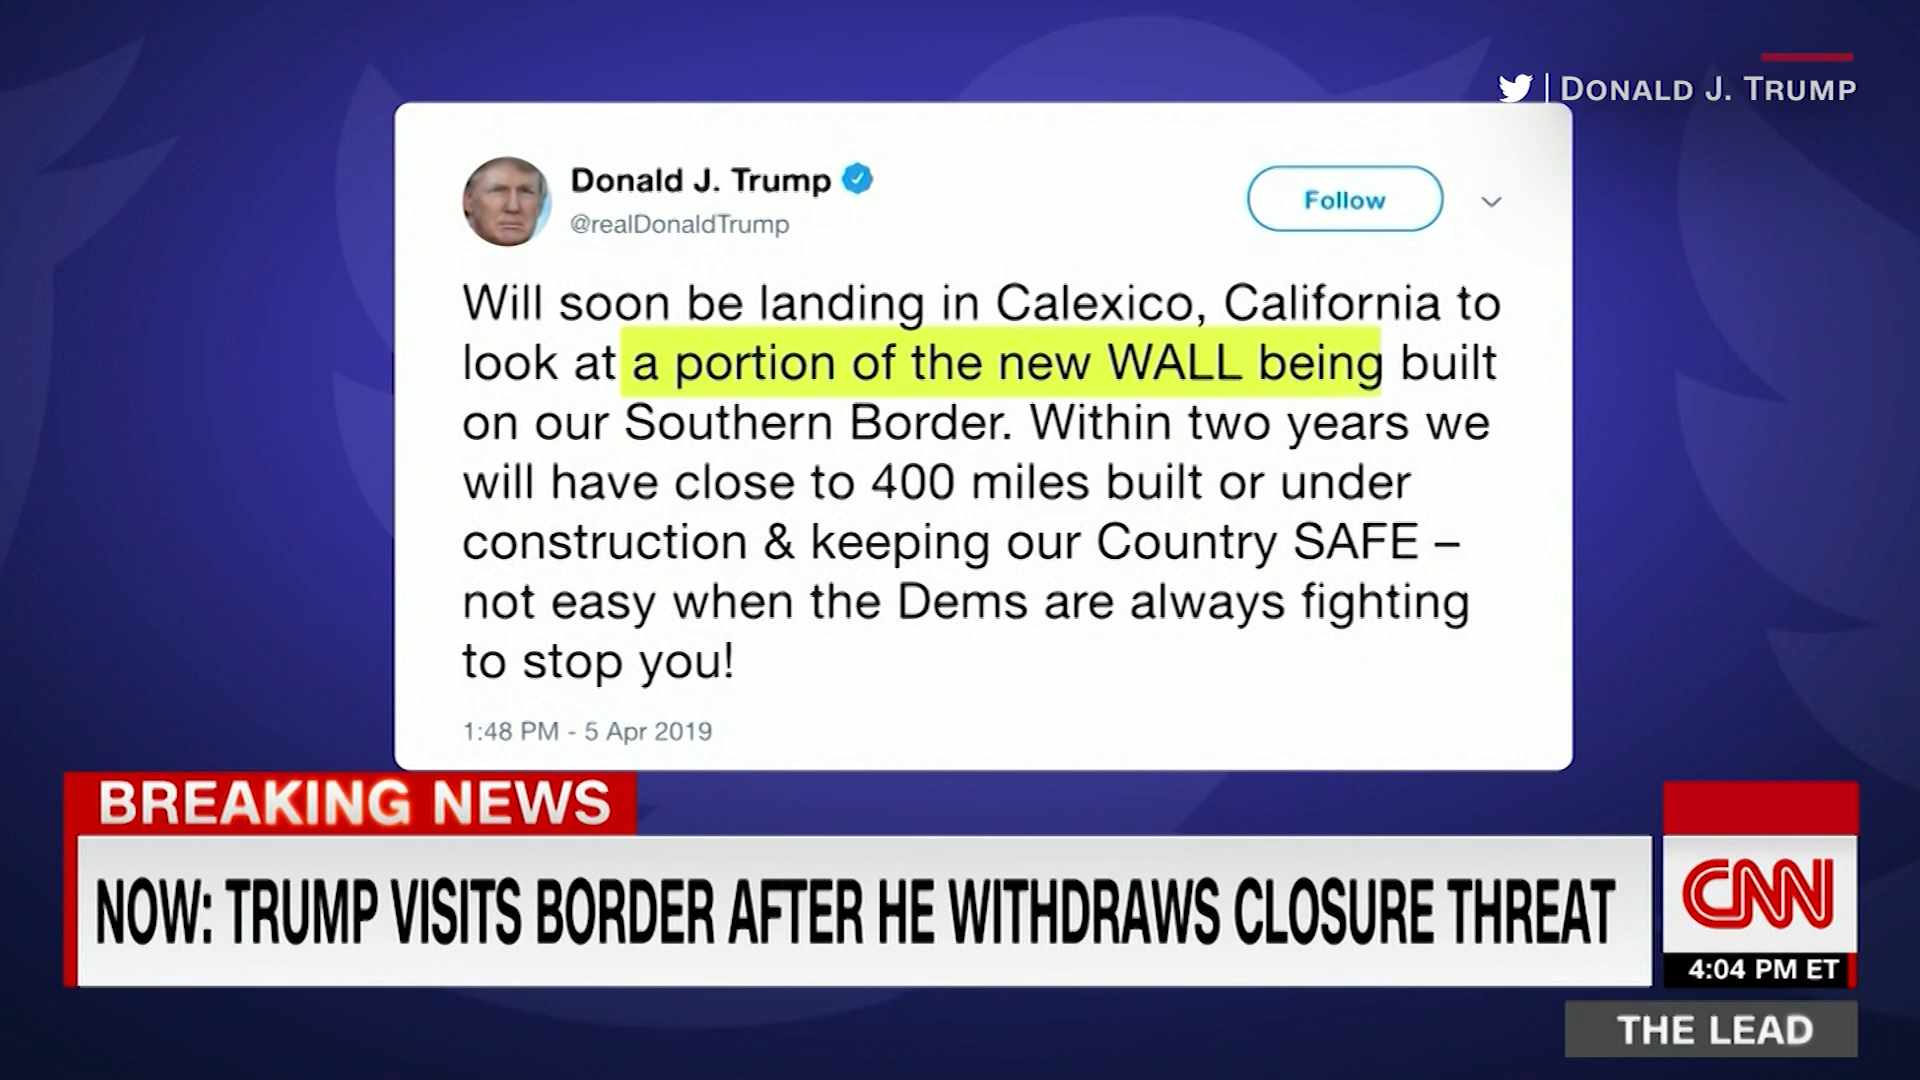 DONALD J. TRUMP
Donald J. Trump
@realDonaldTrump
Follow
Will soon be landing in Calexico, California to
look at a portion of the new WALL being built
on our Southern Border. Within two years we
will have close to 400 miles built or under
construction & keeping our Country SAFE –
not easy when the Dems are always fighting
to stop you!
1:48 PM - 5 Apr 2019
BREAKING NEWS
NOW: TRUMP VISITS BORDER AFTER HE WITHDRAWS CLOSURE THREAT
CNN
4:04 PM ET
THE LEAD